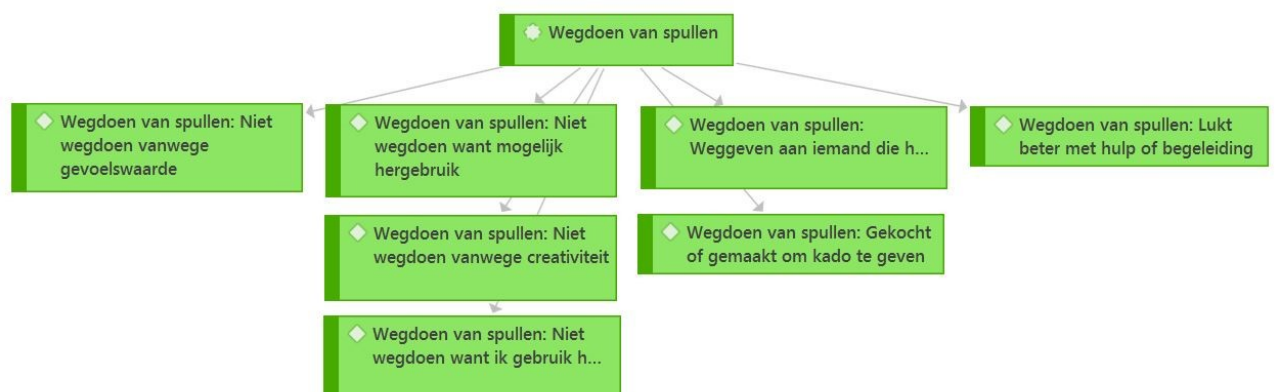 Wegdoen van spullen
Wegdoen van spullen: Niet
wegdoen vanwege
gevoelswaarde
Wegdoen van spullen: Niet
wegdoen want mogelijk
hergebruik
Wegdoen van spullen:
Weggeven aan iemand die h...
Wegdoen van spullen: Lukt
beter met hulp of begeleiding
Wegdoen van spullen: Niet
wegdoen vanwege creativiteit
Wegdoen van spullen: Gekocht
of gemaakt om kado te geven
Wegdoen van spullen: Niet
wegdoen want ik gebruik h...